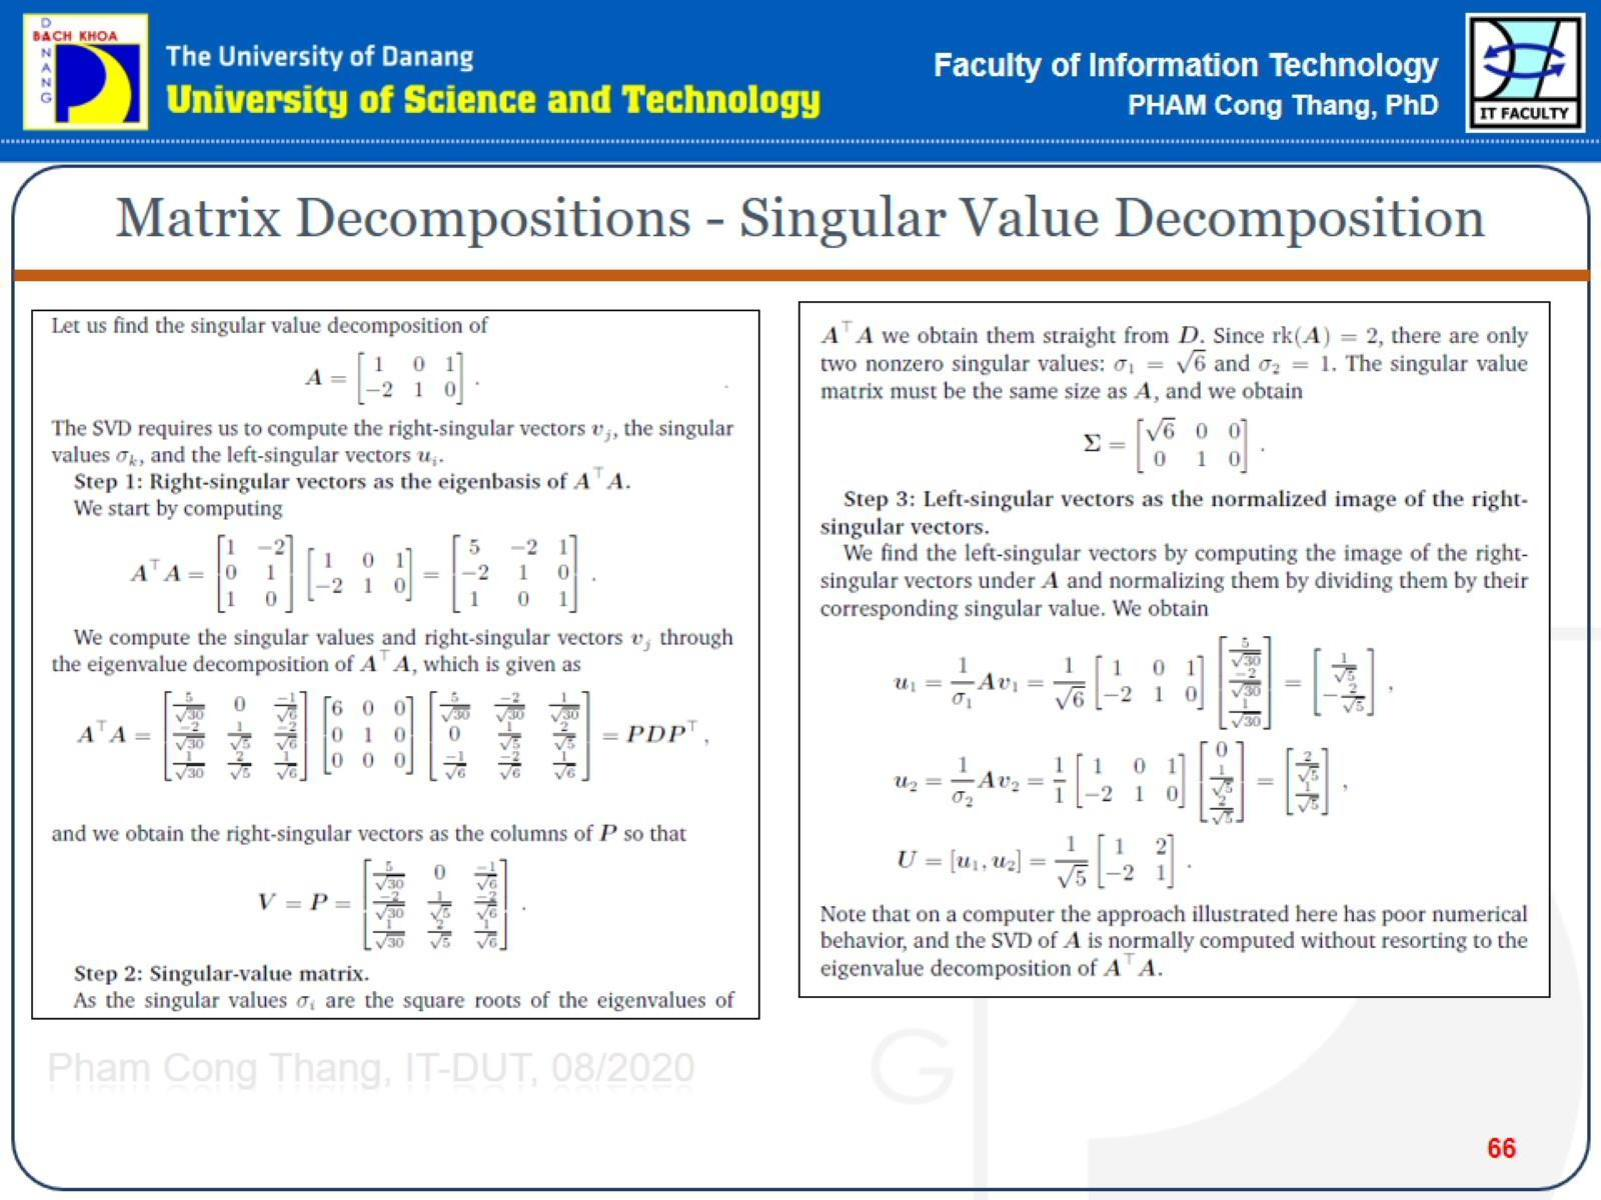 DANANG
BACH KHOA
The University of Danang
University of Science and Technology
Faculty of Information Technology
PHAM Cong Thang, PhD
IT FACULTY
Matrix Decompositions - Singular Value Decomposition
Let us find the singular value decomposition of
A = [1 0 1; −2 1 0] .
The SVD requires us to compute the right-singular vectors vⱼ, the singular
values σₖ, and the left-singular vectors uᵢ.
Step 1: Right-singular vectors as the eigenbasis of A⊤A.
We start by computing
A⊤A = [1 −2; 0 1; 1 0] [1 0 1; −2 1 0] = [5 −2 1; −2 1 0; 1 0 1] .
We compute the singular values and right-singular vectors vⱼ through
the eigenvalue decomposition of A⊤A, which is given as
A⊤A = [5/√30 0 −1/√6; −2/√30 1/√5 −2/√6; 1/√30 2/√5 1/√6] [6 0 0; 0 1 0; 0 0 0] [5/√30 −2/√30 1/√30; 0 1/√5 2/√5; −1/√6 −2/√6 1/√6] = PDP⊤ ,
and we obtain the right-singular vectors as the columns of P so that
V = P = [5/√30 0 −1/√6; −2/√30 1/√5 −2/√6; 1/√30 2/√5 1/√6] .
Step 2: Singular-value matrix.
As the singular values σᵢ are the square roots of the eigenvalues of
A⊤A we obtain them straight from D. Since rk(A) = 2, there are only
two nonzero singular values: σ₁ = √6 and σ₂ = 1. The singular value
matrix must be the same size as A, and we obtain
Σ = [√6 0 0; 0 1 0] .
Step 3: Left-singular vectors as the normalized image of the right-
singular vectors.
We find the left-singular vectors by computing the image of the right-
singular vectors under A and normalizing them by dividing them by their
corresponding singular value. We obtain
u₁ = 1/σ₁ Av₁ = 1/√6 [1 0 1; −2 1 0] [5/√30; −2/√30; 1/√30] = [1/√5; −2/√5] ,
u₂ = 1/σ₂ Av₂ = 1/1 [1 0 1; −2 1 0] [0; 1/√5; 2/√5] = [2/√5; 1/√5] ,
U = [u₁, u₂] = 1/√5 [1 2; −2 1] .
Note that on a computer the approach illustrated here has poor numerical
behavior, and the SVD of A is normally computed without resorting to the
eigenvalue decomposition of A⊤A.
Pham Cong Thang, IT-DUT, 08/2020
G
66